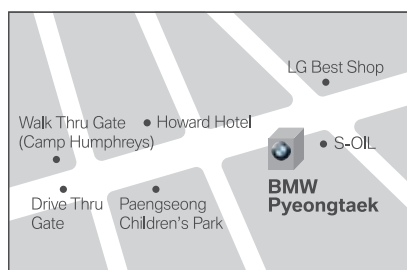 LG Best Shop
Walk Thru Gate
(Camp Humphreys)
Howard Hotel
S-OIL
BMW
Pyeongtaek
Drive Thru
Gate
Paengseong
Children's Park